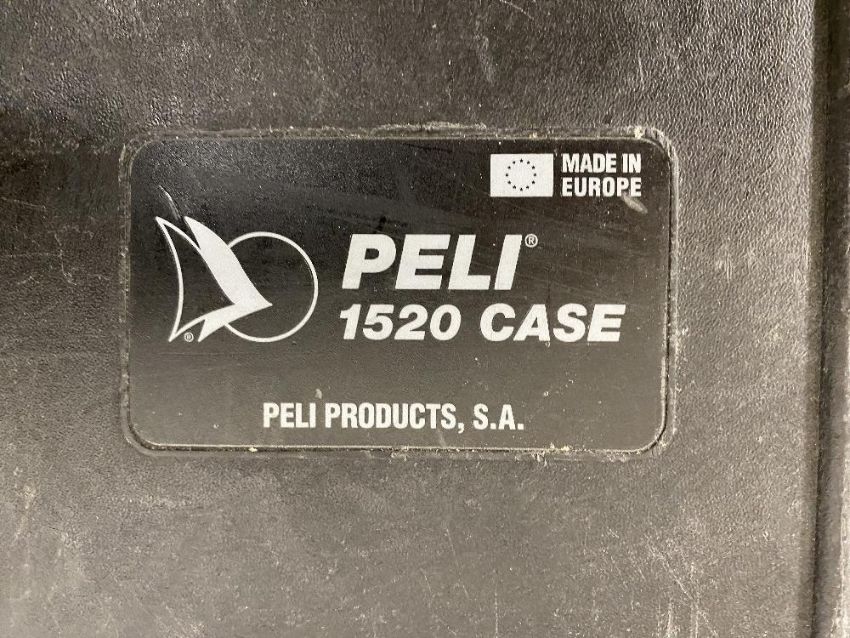 MADE IN
EUROPE
PELI®
1520 CASE
®
PELI PRODUCTS, S.A.